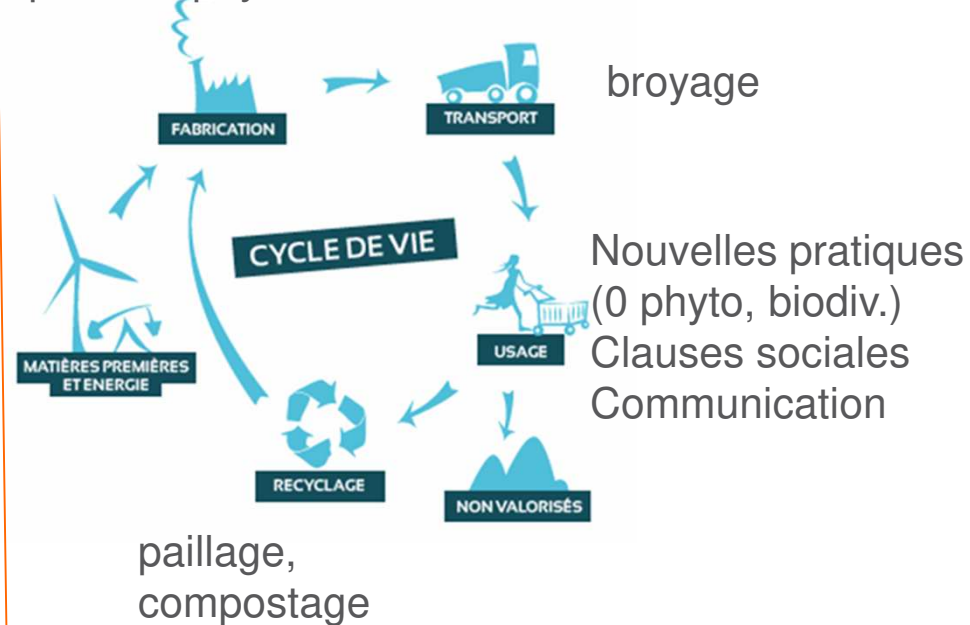 FABRICATION
TRANSPORT
broyage
CYCLE DE VIE
Nouvelles pratiques
(0 phyto, biodiv.)
Clauses sociales
Communication
USAGE
MATIÈRES PREMIÈRES
ET ENERGIE
RECYCLAGE
NON VALORISÉS
paillage,
compostage